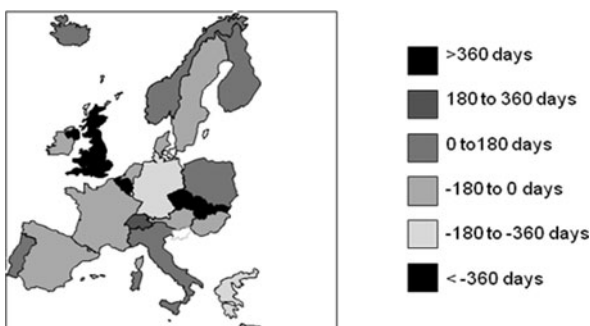 >360 days
180 to 360 days
0 to180 days
-180 to 0 days
-180 to -360 days
< -360 days